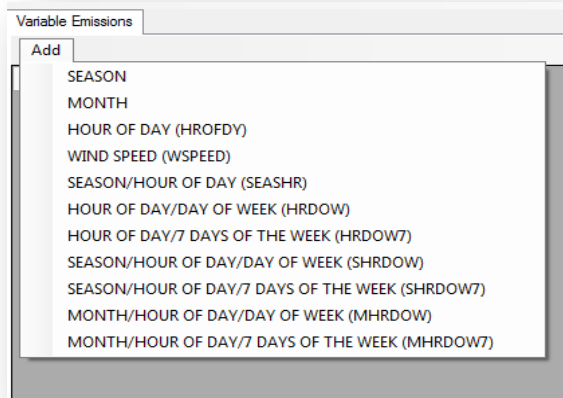 Variable Emissions
Add
SEASON
MONTH
HOUR OF DAY (HROFDY)
WIND SPEED (WSPEED)
SEASON/HOUR OF DAY (SEASHR)
HOUR OF DAY/DAY OF WEEK (HRDOW)
HOUR OF DAY/7 DAYS OF THE WEEK (HRDOW7)
SEASON/HOUR OF DAY/DAY OF WEEK (SHRDOW)
SEASON/HOUR OF DAY/7 DAYS OF THE WEEK (SHRDOW7)
MONTH/HOUR OF DAY/DAY OF WEEK (MHRDOW)
MONTH/HOUR OF DAY/7 DAYS OF THE WEEK (MHRDOW7)